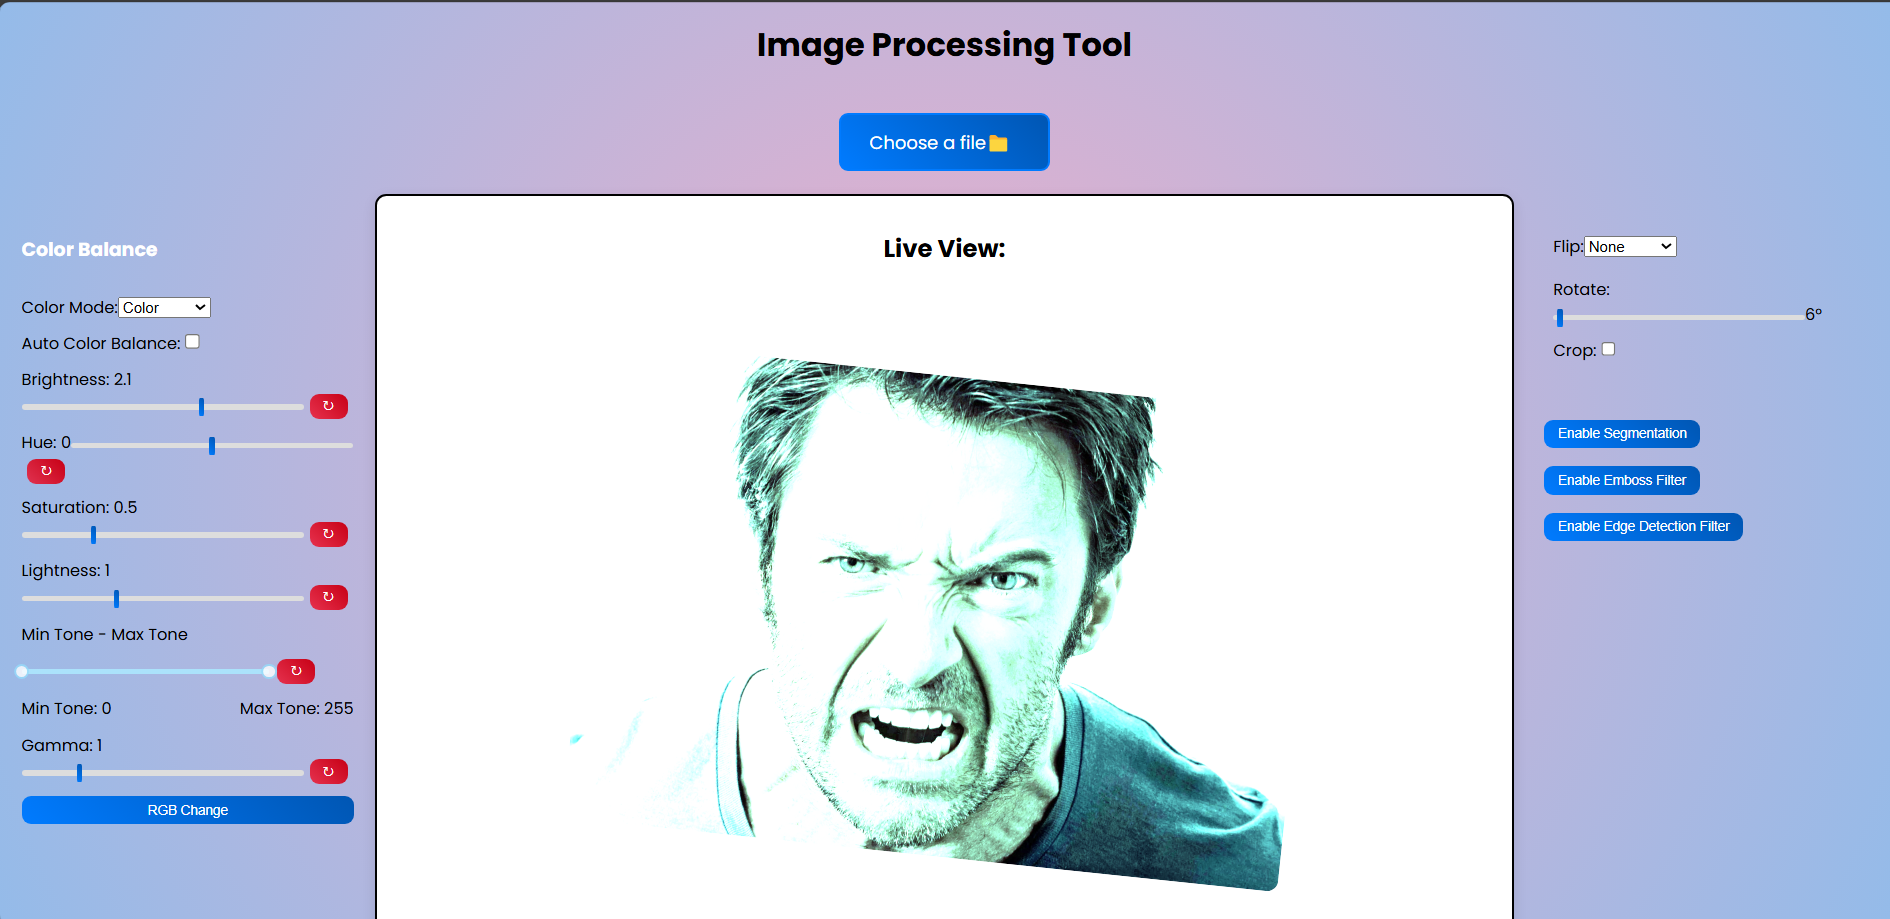 Image Processing Tool
Choose a file
Color Balance
Color Mode: Color
Auto Color Balance:
Brightness: 2.1
Hue: 0
Saturation: 0.5
Lightness: 1
Min Tone - Max Tone
Min Tone: 0 Max Tone: 255
Gamma: 1
RGB Change
Live View:
Flip: None
Rotate:
6°
Crop:
Enable Segmentation
Enable Emboss Filter
Enable Edge Detection Filter